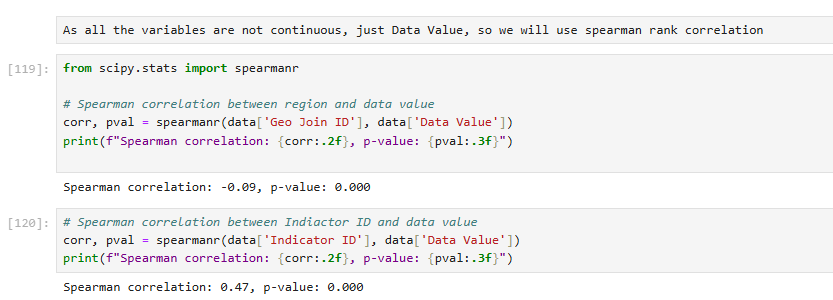 As all the variables are not continuous, just Data Value, so we will use spearman rank correlation
[119]: from scipy.stats import spearmanr
# Spearman correlation between region and data value
corr, pval = spearmanr(data['Geo Join ID'], data['Data Value'])
print(f"Spearman correlation: {corr:.2f}, p-value: {pval:.3f}")
Spearman correlation: -0.09, p-value: 0.000
[120]: # Spearman correlation between Indiactor ID and data value
corr, pval = spearmanr(data['Indicator ID'], data['Data Value'])
print(f"Spearman correlation: {corr:.2f}, p-value: {pval:.3f}")
Spearman correlation: 0.47, p-value: 0.000